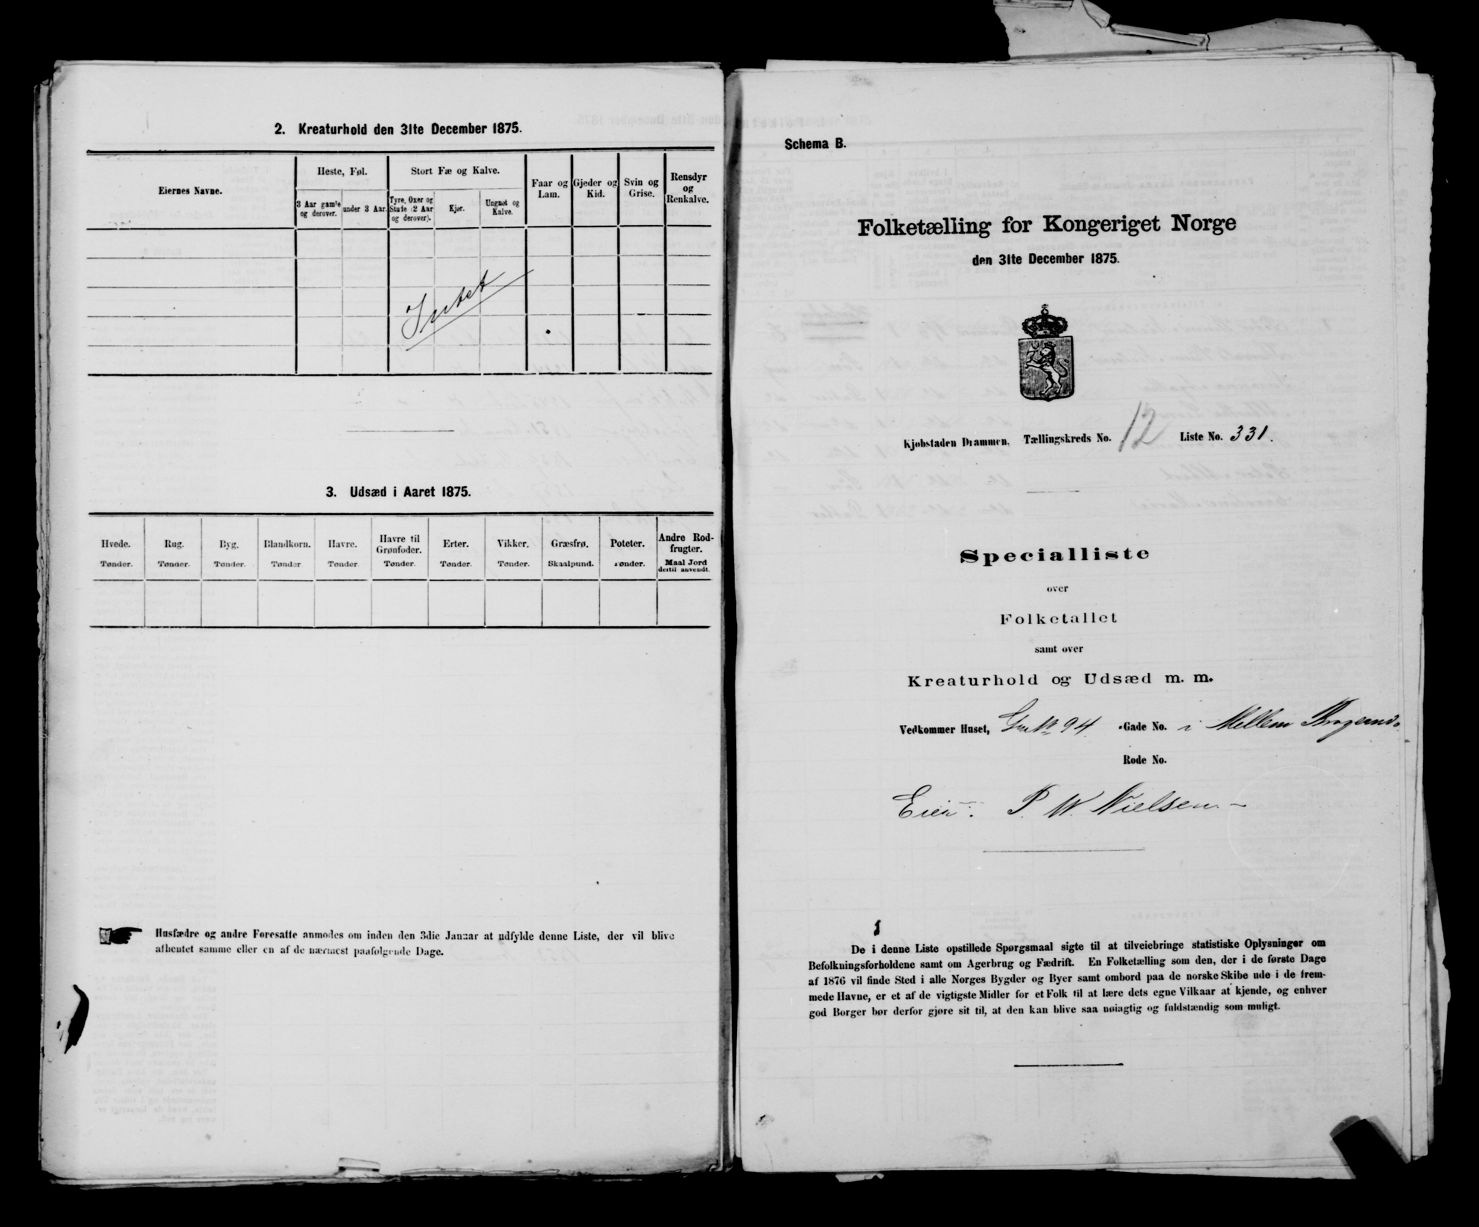 2. Kreaturhold den 31te December 1875.
Eiernes Navne.
Heste, Føl.
3 Aar gamle og derover.
under 3 Aar.
Stort Fæ og Kalve.
Tyre, Oxer og Stude (2 Aar og derover).
Kjør.
Ungnøt og Kalve.
Faar og Lam.
Gjeder og Kid.
Svin og Grise.
Rensdyr og Renkalve.
Intet
3. Udsæd i Aaret 1875.
Hvede. Rug. Byg. Blandkorn. Havre. Havre til Grønfoder. Erter. Vikker. Græsfrø. Poteter. Andre Rodfrugter.
Tønder. Tønder. Tønder. Tønder Tønder. Tønder. Tønder. Tønder. Skaalpund. Tønder. Maal Jord dertil anvendt.
Husfædre og andre Foresatte anmodes om inden den 3die Januar at udfylde denne Liste, der vil blive
afhentet samme eller en af de nærmest paafølgende Dage.
Schema B.
Folketælling for Kongeriget Norge
den 31te December 1875.
Kjøbstaden Drammen. Tællingskreds No. 12 Liste No. 331.
Specialliste
over
Folketallet
samt over
Kreaturhold og Udsæd m. m.
Vedkommer Huset, Gr. No 94 Gade No. i Mellem Bragernes
Rode No.
Eier: P. W. Nielsen
De i denne Liste opstillede Spørgsmaal sigte til at tilveiebringe statistiske Oplysninger om
Befolkningsforholdene samt om Agerbrug og Fædrift. En Folketælling som den, der i de første Dage
af 1876 vil finde Sted i alle Norges Bygder og Byer samt ombord paa de norske Skibe ude i de frem-
mede Havne, er et af de vigtigste Midler for et Folk til at lære dets egne Vilkaar at kjende, og enhver
god Borger bør derfor gjøre sit til, at den kan blive saa nøiagtig og fuldstændig som muligt.